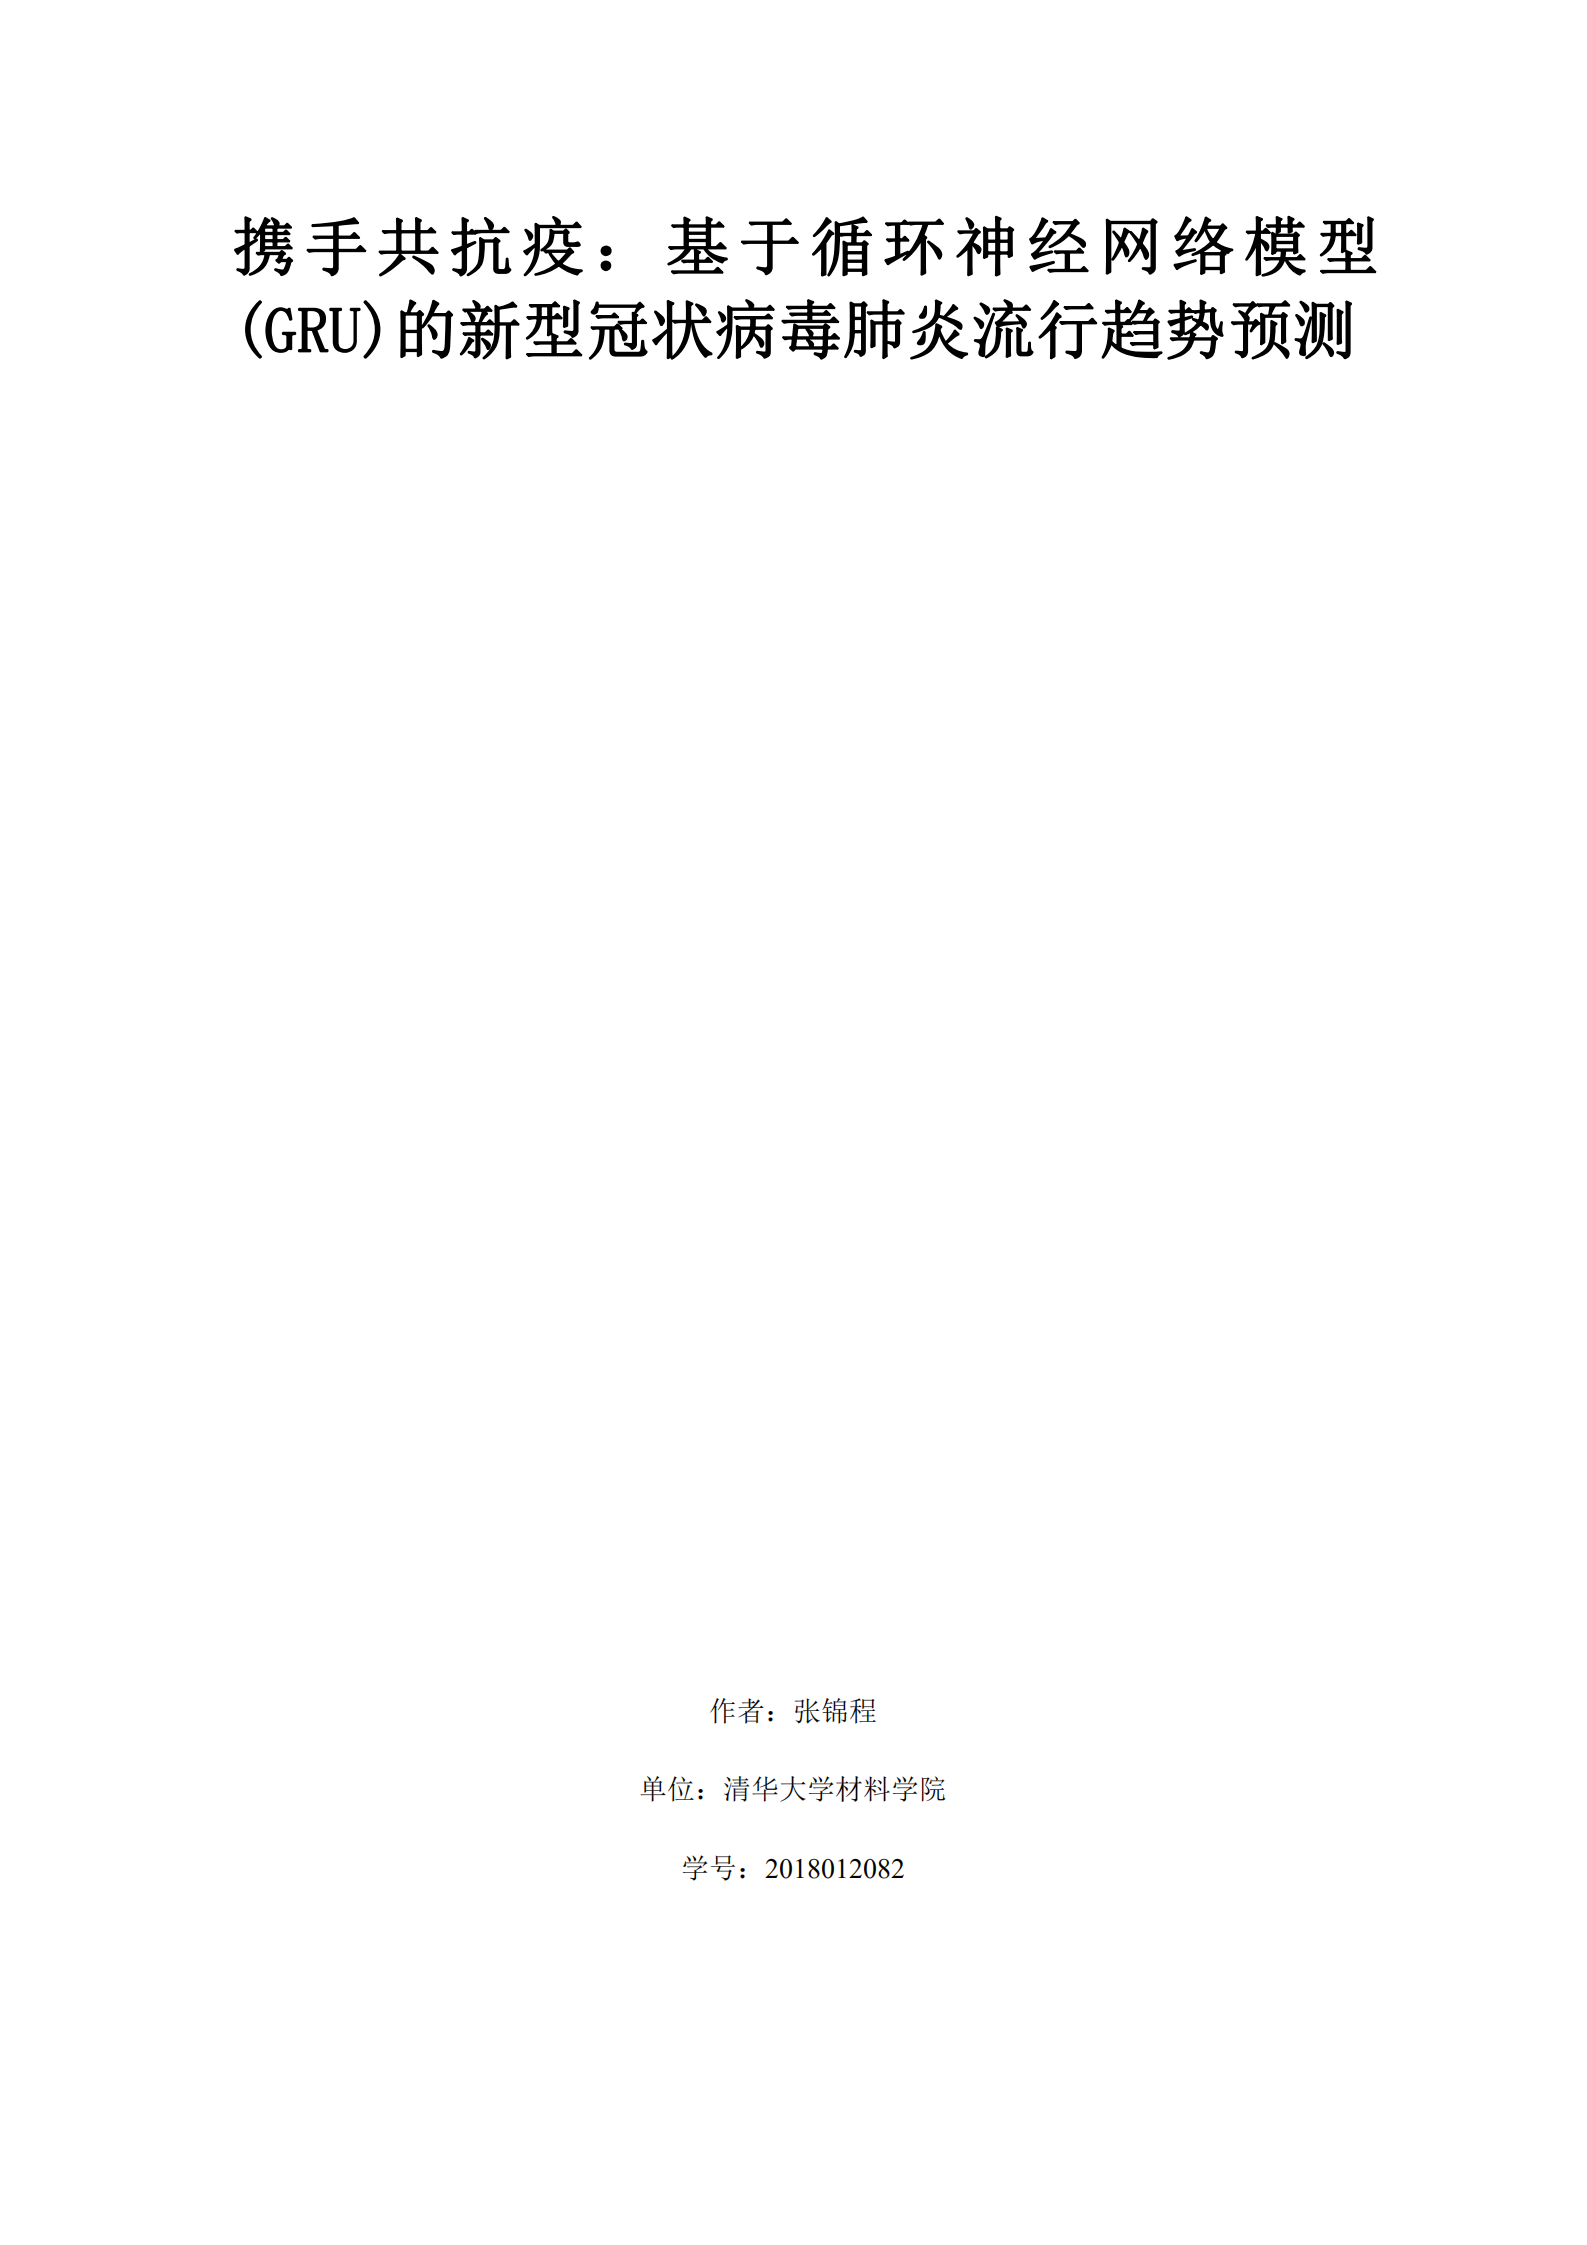 携手共抗疫：基于循环神经网络模型
(GRU)的新型冠状病毒肺炎流行趋势预测
作者：张锦程
单位：清华大学材料学院
学号：2018012082